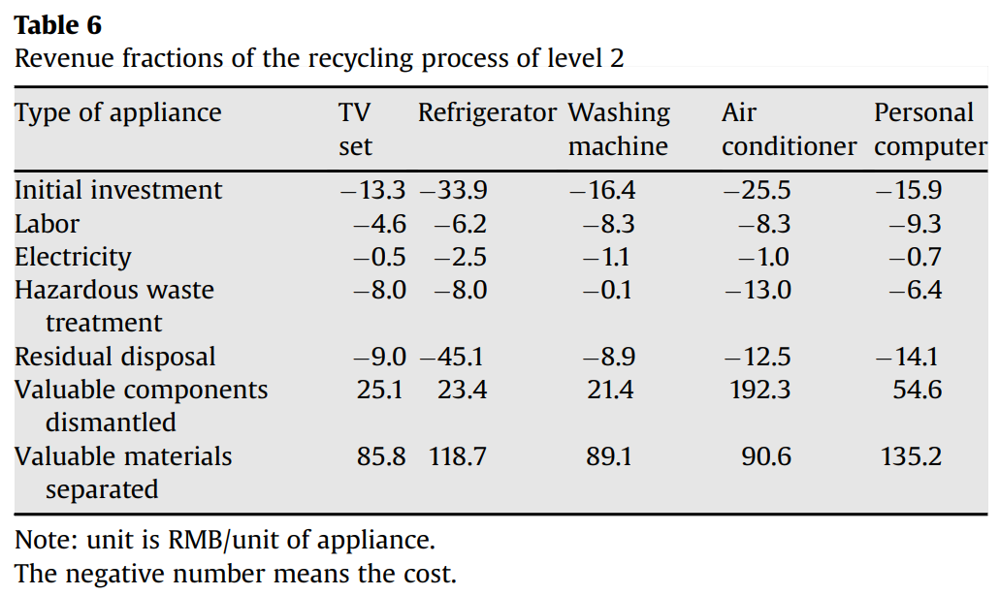 Table 6
Revenue fractions of the recycling process of level 2
Type of appliance TV Refrigerator Washing Air Personal
set machine conditioner computer
Initial investment −13.3 −33.9 −16.4 −25.5 −15.9
Labor −4.6 −6.2 −8.3 −8.3 −9.3
Electricity −0.5 −2.5 −1.1 −1.0 −0.7
Hazardous waste −8.0 −8.0 −0.1 −13.0 −6.4
treatment
Residual disposal −9.0 −45.1 −8.9 −12.5 −14.1
Valuable components 25.1 23.4 21.4 192.3 54.6
dismantled
Valuable materials 85.8 118.7 89.1 90.6 135.2
separated
Note: unit is RMB/unit of appliance.
The negative number means the cost.